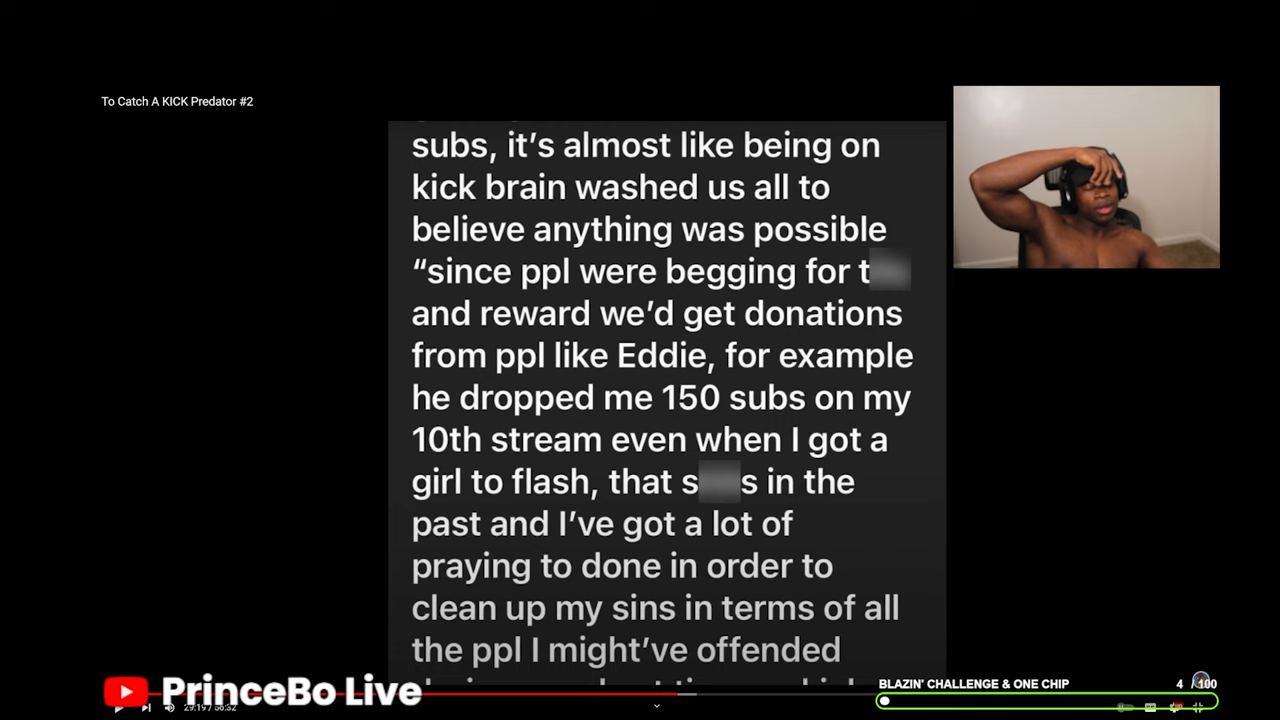 To Catch A KICK Predator #2
subs, it’s almost like being on
kick brain washed us all to
believe anything was possible
“since ppl were begging for t
and reward we’d get donations
from ppl like Eddie, for example
he dropped me 150 subs on my
10th stream even when I got a
girl to flash, that s s in the
past and I’ve got a lot of
praying to done in order to
clean up my sins in terms of all
the ppl I might’ve offended
PrinceBo Live
BLAZIN' CHALLENGE & ONE CHIP 4 / 100
29:19 / 56:32